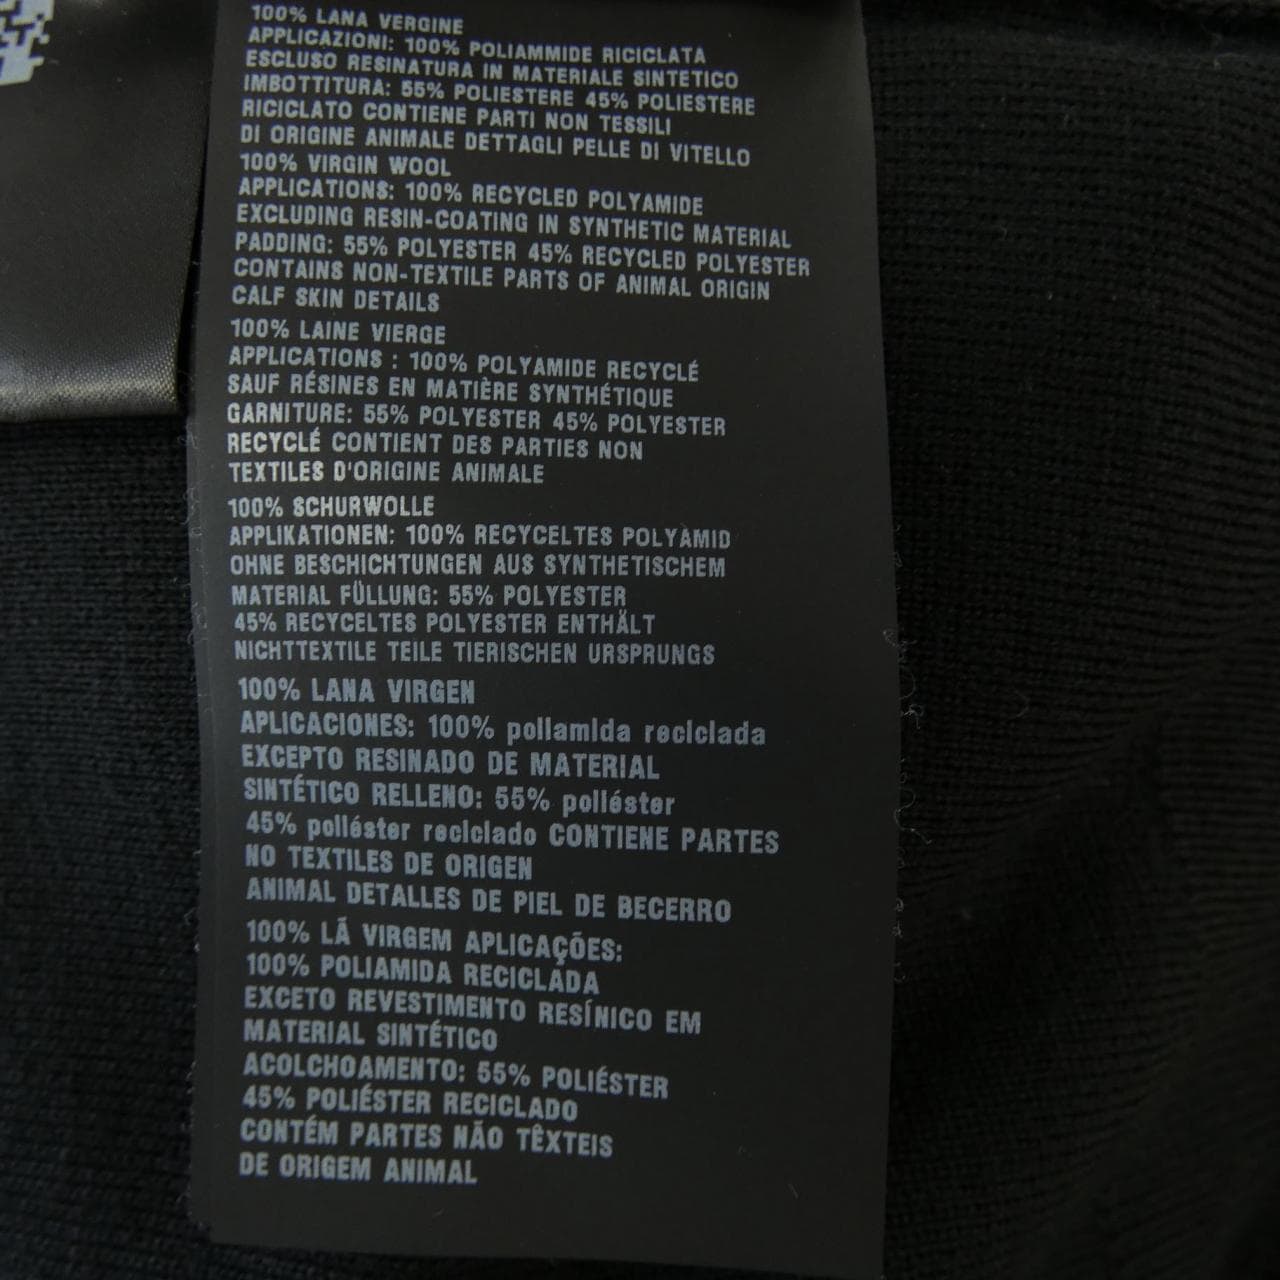 100% LANA VERGINE
APPLICAZIONI: 100% POLIAMMIDE RICICLATA
ESCLUSO RESINATURA IN MATERIALE SINTETICO
IMBOTTITURA: 55% POLIESTERE 45% POLIESTERE
RICICLATO CONTIENE PARTI NON TESSILI
DI ORIGINE ANIMALE DETTAGLI PELLE DI VITELLO
100% VIRGIN WOOL
APPLICATIONS: 100% RECYCLED POLYAMIDE
EXCLUDING RESIN-COATING IN SYNTHETIC MATERIAL
PADDING: 55% POLYESTER 45% RECYCLED POLYESTER
CONTAINS NON-TEXTILE PARTS OF ANIMAL ORIGIN
CALF SKIN DETAILS
100% LAINE VIERGE
APPLICATIONS : 100% POLYAMIDE RECYCLÉ
SAUF RÉSINES EN MATIÈRE SYNTHÉTIQUE
GARNITURE: 55% POLYESTER 45% POLYESTER
RECYCLÉ CONTIENT DES PARTIES NON
TEXTILES D'ORIGINE ANIMALE
100% SCHURWOLLE
APPLIKATIONEN: 100% RECYCELTES POLYAMID
OHNE BESCHICHTUNGEN AUS SYNTHETISCHEM
MATERIAL FÜLLUNG: 55% POLYESTER
45% RECYCELTES POLYESTER ENTHÄLT
NICHTTEXTILE TEILE TIERISCHEN URSPRUNGS
100% LANA VIRGEN
APLICACIONES: 100% poliamida reciclada
EXCEPTO RESINADO DE MATERIAL
SINTÉTICO RELLENO: 55% poliéster
45% poliéster reciclado CONTIENE PARTES
NO TEXTILES DE ORIGEN
ANIMAL DETALLES DE PIEL DE BECERRO
100% LÃ VIRGEM APLICAÇÕES:
100% POLIAMIDA RECICLADA
EXCETO REVESTIMENTO RESÍNICO EM
MATERIAL SINTÉTICO
ACOLCHOAMENTO: 55% POLIÉSTER
45% POLIÉSTER RECICLADO
CONTÉM PARTES NÃO TÊXTEIS
DE ORIGEM ANIMAL